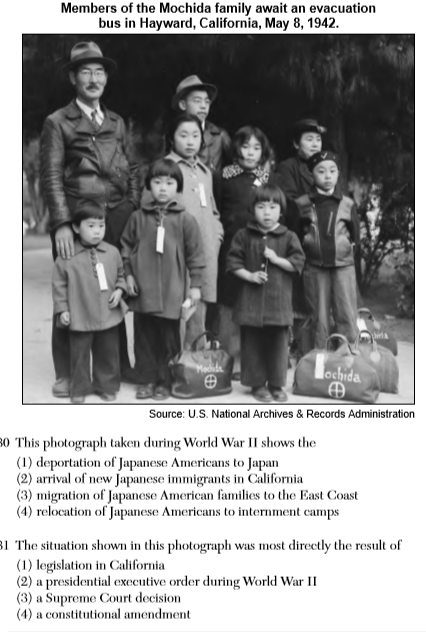 Members of the Mochida family await an evacuation
bus in Hayward, California, May 8, 1942.
Mochida
ochida
Source: U.S. National Archives & Records Administration
30 This photograph taken during World War II shows the
(1) deportation of Japanese Americans to Japan
(2) arrival of new Japanese immigrants in California
(3) migration of Japanese American families to the East Coast
(4) relocation of Japanese Americans to internment camps
31 The situation shown in this photograph was most directly the result of
(1) legislation in California
(2) a presidential executive order during World War II
(3) a Supreme Court decision
(4) a constitutional amendment